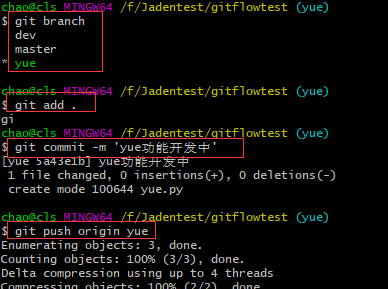 chao@cls MINGW64 /f/Jadentest/gitflowtest (yue)
$ git branch
dev
master
* yue
chao@cls MINGW64 /f/Jadentest/gitflowtest (yue)
$ git add .
gi
chao@cls MINGW64 /f/Jadentest/gitflowtest (yue)
$ git commit -m 'yue功能开发中'
[yue 5a43e1b] yue功能开发中
1 file changed, 0 insertions(+), 0 deletions(-)
create mode 100644 yue.py
chao@cls MINGW64 /f/Jadentest/gitflowtest (yue)
$ git push origin yue
Enumerating objects: 3, done.
Counting objects: 100% (3/3), done.
Delta compression using up to 4 threads
Compressing objects: 100% (2/2), done.